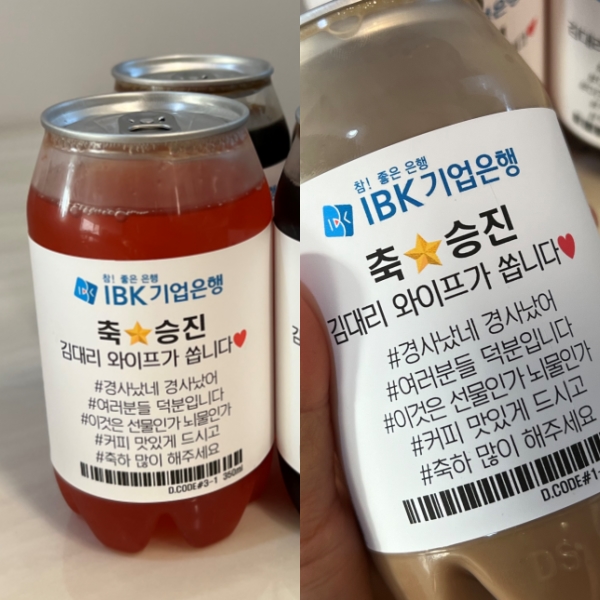 참! 좋은 은행
IBK기업은행
축⭐승진
김대리 와이프가 쏩니다♥
#경사났네 경사났어
#여러분들 덕분입니다
#이것은 선물인가 뇌물인가
#커피 맛있게 드시고
#축하 많이 해주세요
D.CODE#3-1 350ml
참! 좋은 은행
IBK기업은행
축⭐승진
김대리 와이프가 쏩니다♥
#경사났네 경사났어
#여러분들 덕분입니다
#이것은 선물인가 뇌물인가
#커피 맛있게 드시고
#축하 많이 해주세요
D.CODE#1-